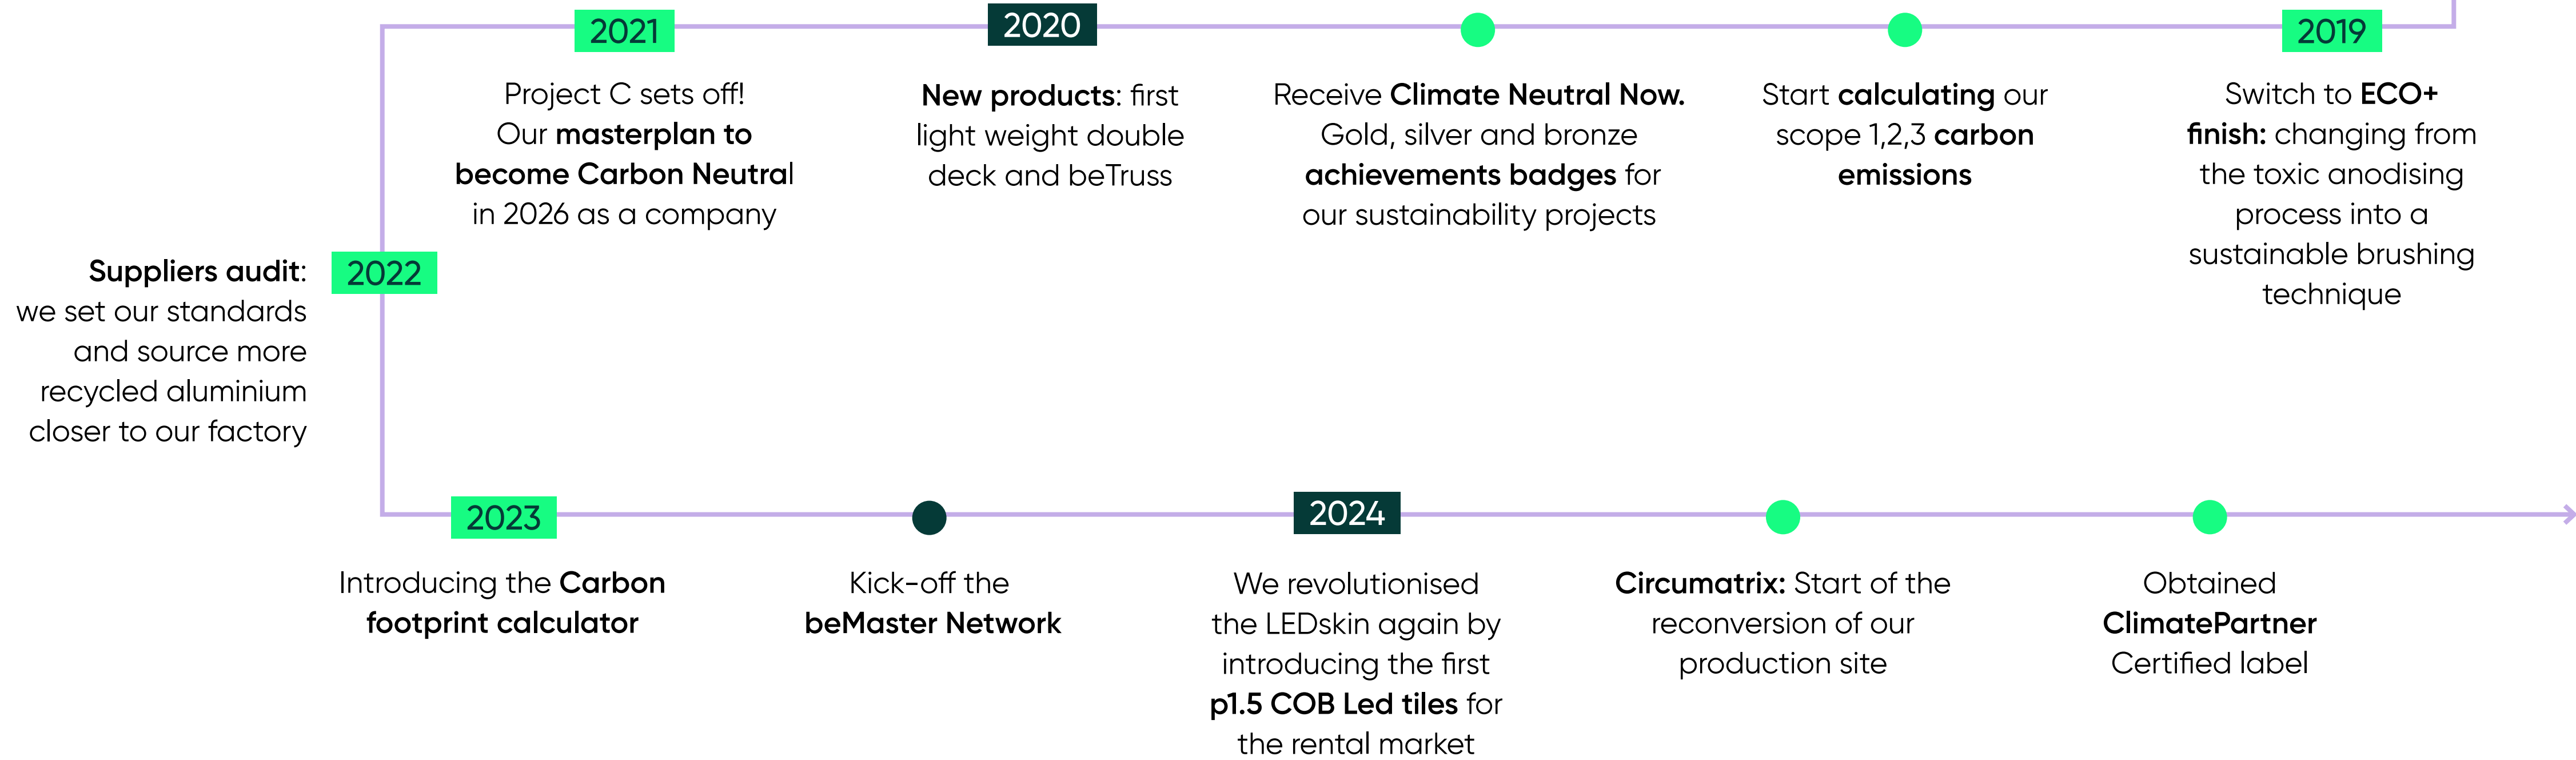 2021
Project C sets off!
Our masterplan to
become Carbon Neutral
in 2026 as a company
2020
New products: first
light weight double
deck and beTruss
Receive Climate Neutral Now.
Gold, silver and bronze
achievements badges for
our sustainability projects
Start calculating our
scope 1,2,3 carbon
emissions
2019
Switch to ECO+
finish: changing from
the toxic anodising
process into a
sustainable brushing
technique
2022
Suppliers audit:
we set our standards
and source more
recycled aluminium
closer to our factory
2023
Introducing the Carbon
footprint calculator
Kick-off the
beMaster Network
2024
We revolutionised
the LEDskin again by
introducing the first
p1.5 COB Led tiles for
the rental market
Circumatrix: Start of the
reconversion of our
production site
Obtained
ClimatePartner
Certified label